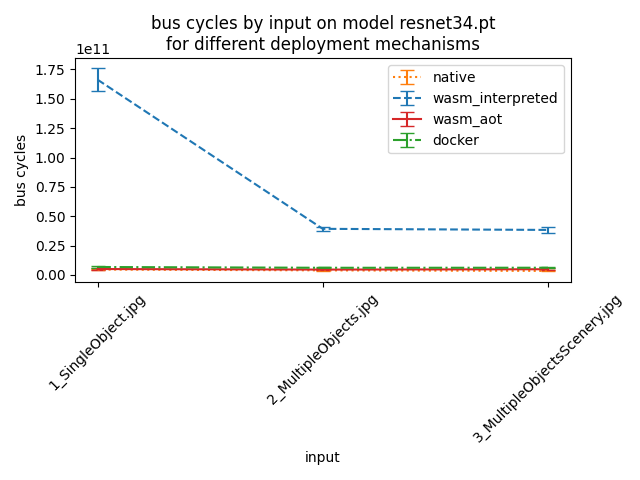 bus cycles by input on model resnet34.pt
for different deployment mechanisms
1e11
1.75
1.50
1.25
1.00
0.75
0.50
0.25
0.00
bus cycles
native
wasm_interpreted
wasm_aot
docker
1_SingleObject.jpg
2_MultipleObjects.jpg
3_MultipleObjectsScenery.jpg
input